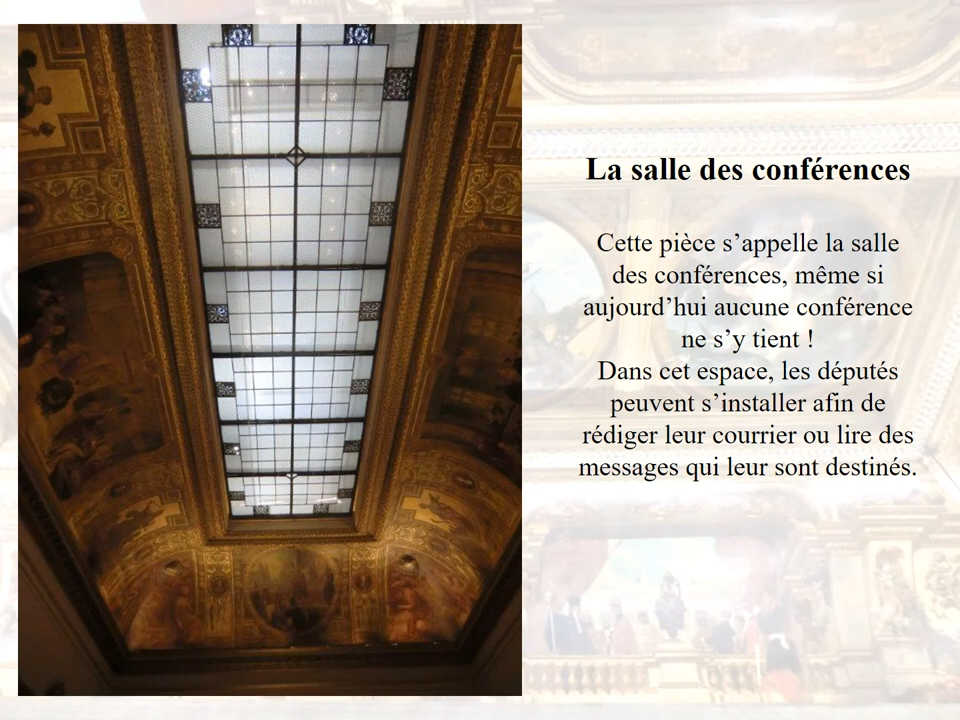 La salle des conférences
Cette pièce s’appelle la salle
des conférences, même si
aujourd’hui aucune conférence
ne s’y tient !
Dans cet espace, les députés
peuvent s’installer afin de
rédiger leur courrier ou lire des
messages qui leur sont destinés.